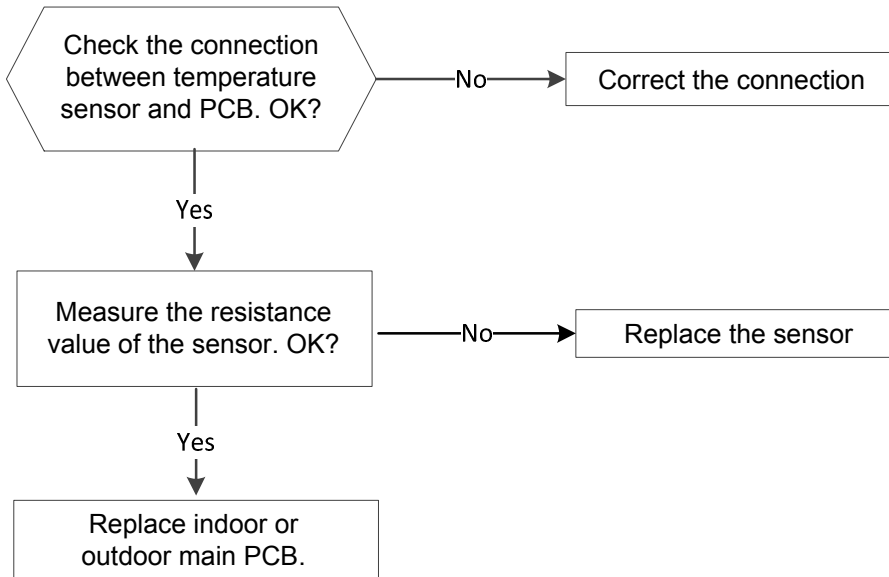 Check the connection
between temperature
sensor and PCB. OK?
No
Correct the connection
Yes
Measure the resistance
value of the sensor. OK?
No
Replace the sensor
Yes
Replace indoor or
outdoor main PCB.